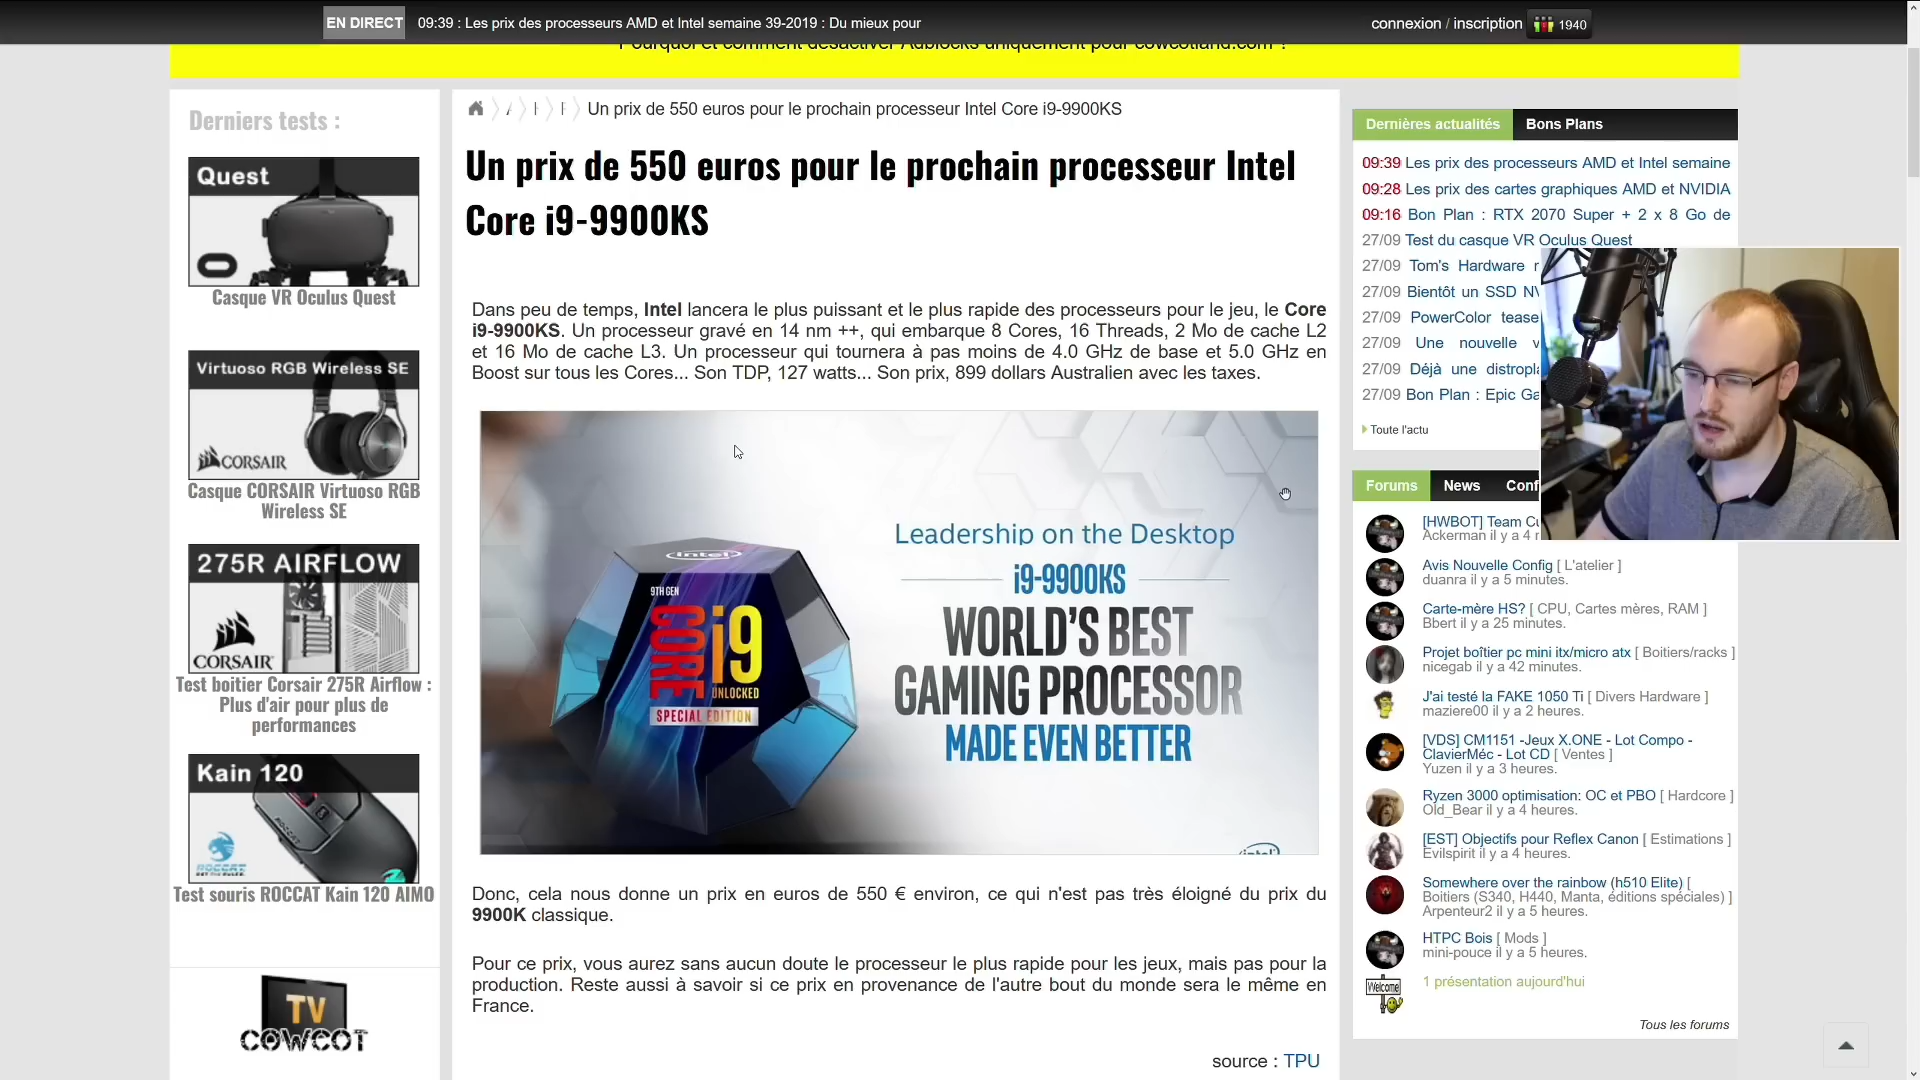 EN DIRECT 09:39 : Les prix des processeurs AMD et Intel semaine 39-2019 : Du mieux pour
connexion / inscription 1940
Pourquoi et comment désactiver Adblocks uniquement pour cowcotland.com ?
Derniers tests :
Quest
Casque VR Oculus Quest
Virtuoso RGB Wireless SE
CORSAIR
Casque CORSAIR Virtuoso RGB
Wireless SE
275R AIRFLOW
CORSAIR
Test boitier Corsair 275R Airflow :
Plus d'air pour plus de
performances
Kain 120
ROCCAT
Test souris ROCCAT Kain 120 AIMO
TV
COWCOT
Un prix de 550 euros pour le prochain processeur Intel Core i9-9900KS
Un prix de 550 euros pour le prochain processeur Intel
Core i9-9900KS
Dans peu de temps, Intel lancera le plus puissant et le plus rapide des processeurs pour le jeu, le Core
i9-9900KS. Un processeur gravé en 14 nm ++, qui embarque 8 Cores, 16 Threads, 2 Mo de cache L2
et 16 Mo de cache L3. Un processeur qui tournera à pas moins de 4.0 GHz de base et 5.0 GHz en
Boost sur tous les Cores... Son TDP, 127 watts... Son prix, 899 dollars Australien avec les taxes.
intel
9TH GEN
CORE i9
UNLOCKED
SPECIAL EDITION
Leadership on the Desktop
i9-9900KS
WORLD'S BEST
GAMING PROCESSOR
MADE EVEN BETTER
intel
Donc, cela nous donne un prix en euros de 550 € environ, ce qui n'est pas très éloigné du prix du
9900K classique.
Pour ce prix, vous aurez sans aucun doute le processeur le plus rapide pour les jeux, mais pas pour la
production. Reste aussi à savoir si ce prix en provenance de l'autre bout du monde sera le même en
France.
source : TPU
Dernières actualités Bons Plans
09:39 Les prix des processeurs AMD et Intel semaine
09:28 Les prix des cartes graphiques AMD et NVIDIA
09:16 Bon Plan : RTX 2070 Super + 2 x 8 Go de
27/09 Test du casque VR Oculus Quest
27/09 Tom's Hardware
27/09 Bientôt un SSD
27/09 PowerColor tease
27/09 Une nouvelle
27/09 Déjà une
27/09 Bon Plan : Epic
Toute l'actu
Forums News
[HWBOT] Team
Ackerman il y a 4
Avis Nouvelle Config [ L'atelier ]
duanra il y a 5 minutes.
Carte-mère HS? [ CPU, Cartes mères, RAM ]
Bbert il y a 25 minutes.
Projet boîtier pc mini itx/micro atx [ Boitiers/racks ]
nicegab il y a 42 minutes.
J'ai testé la FAKE 1050 Ti [ Divers Hardware ]
maziere00 il y a 2 heures.
[VDS] CM1151 -Jeux X.ONE - Lot Compo -
ClavierMéc - Lot CD [ Ventes ]
Yuzen il y a 3 heures.
Ryzen 3000 optimisation: OC et PBO [ Hardcore ]
Old_Bear il y a 4 heures.
[EST] Objectifs pour Reflex Canon [ Estimations ]
Evilspirit il y a 4 heures.
Somewhere over the rainbow (h510 Elite) [
Boitiers (S340, H440, Manta, éditions spéciales) ]
Arpenteur2 il y a 5 heures.
HTPC Bois [ Mods ]
mini-pouce il y a 5 heures.
Welcome
1 présentation aujourd'hui
Tous les forums